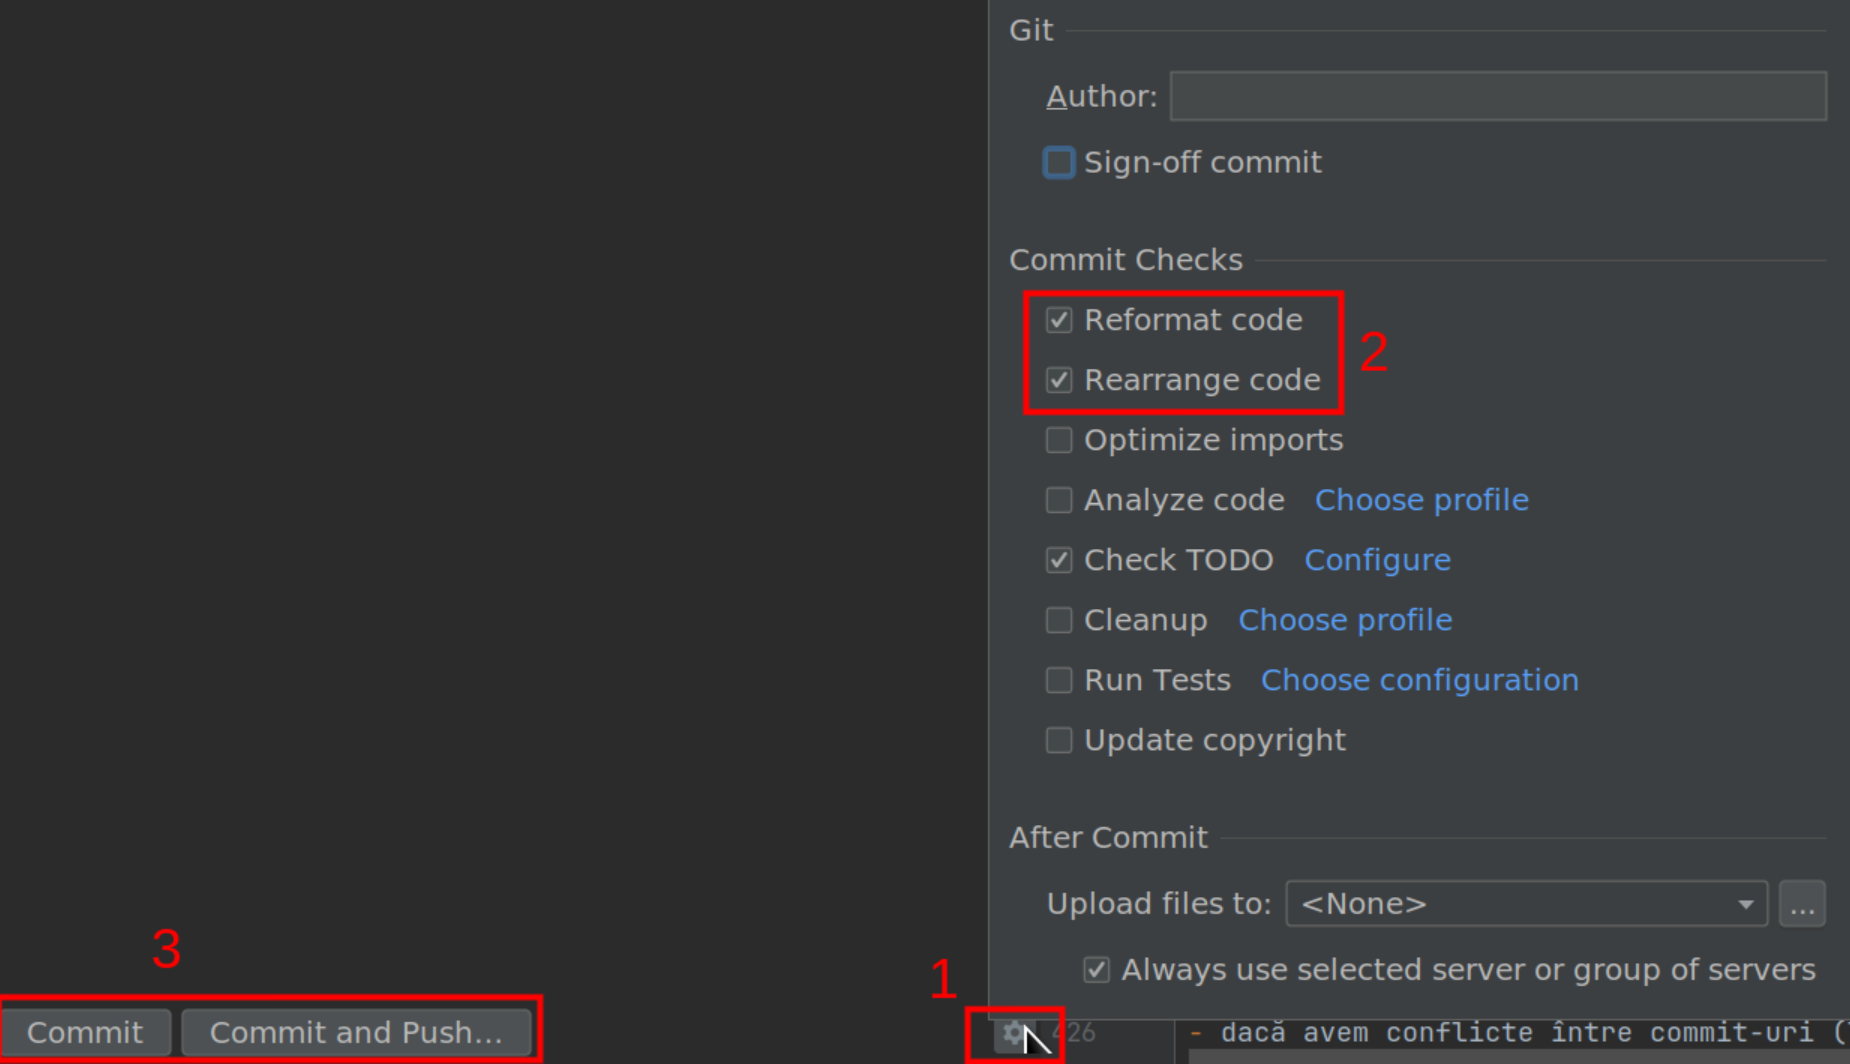 Git
Author:
Sign-off commit
Commit Checks
Reformat code
Rearrange code
2
Optimize imports
Analyze code Choose profile
Check TODO Configure
Cleanup Choose profile
Run Tests Choose configuration
Update copyright
After Commit
Upload files to: <None> ...
Always use selected server or group of servers
3
1
Commit Commit and Push...
426 - dacă avem conflicte între commit-uri (